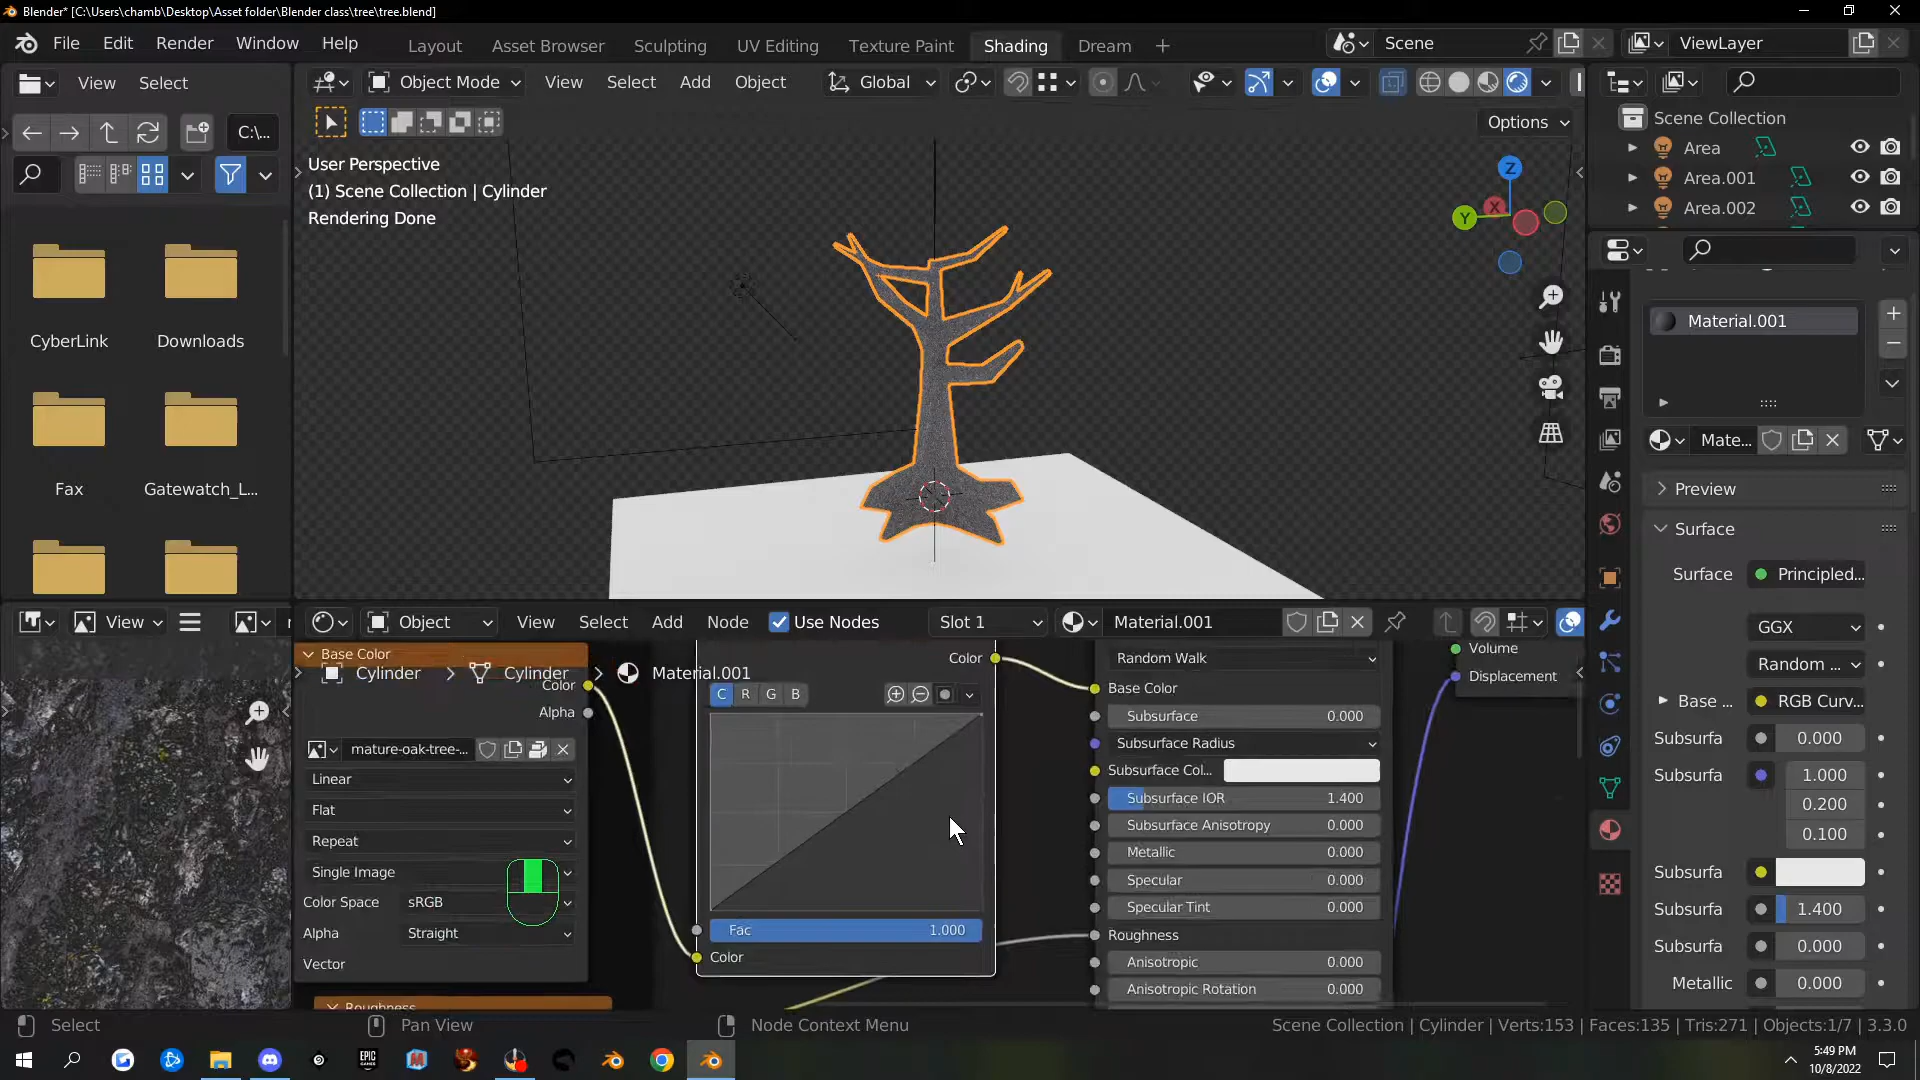 Blender* [C:\Users\chamb\Desktop\Asset folder\Blender class\tree\tree.blend]
File Edit Render Window Help
Layout Asset Browser Sculpting UV Editing Texture Paint Shading Dream
Scene
ViewLayer
View Select
Object Mode View Select Add Object
Global
C:\...
Options
User Perspective
(1) Scene Collection | Cylinder
Rendering Done
Z
X
Y
CyberLink Downloads
Fax Gatewatch_L...
Scene Collection
Area
Area.001
Area.002
Material.001
Mate...
Preview
Surface
Surface Principled...
GGX
Random ...
Base ... RGB Curv...
Subsurfa 0.000
Subsurfa 1.000
0.200
0.100
Subsurfa
Subsurfa 1.400
Subsurfa 0.000
Metallic 0.000
View
Object View Select Add Node Use Nodes Slot 1 Material.001
Base Color
Cylinder Cylinder Material.001
Color
Alpha
mature-oak-tree-...
Linear
Flat
Repeat
Single Image
Color Space sRGB
Alpha Straight
Vector
Roughness
Color
C R G B
Fac 1.000
Color
Random Walk
Base Color
Subsurface 0.000
Subsurface Radius
Subsurface Col...
Subsurface IOR 1.400
Subsurface Anisotropy 0.000
Metallic 0.000
Specular 0.000
Specular Tint 0.000
Roughness
Anisotropic 0.000
Anisotropic Rotation 0.000
Volume
Displacement
Select Pan View Node Context Menu
Scene Collection | Cylinder | Verts:153 | Faces:135 | Tris:271 | Objects:1/7 | 3.3.0
EPIC GAMES
5:49 PM
10/8/2022